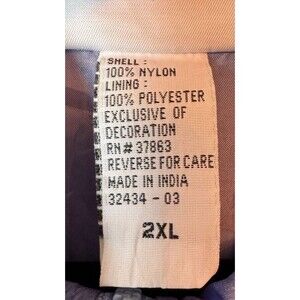 SHELL :
100% NYLON
LINING :
100% POLYESTER
EXCLUSIVE OF
DECORATION
RN# 37863
REVERSE FOR CARE
MADE IN INDIA
32434 - 03
2XL